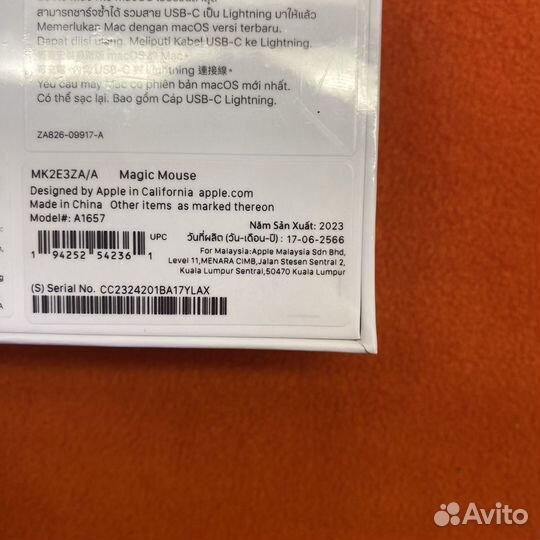 สามารถชาร์จซ้ำได้ รวมสาย USB-C เป็น Lightning มาให้แล้ว
Memerlukan Mac dengan macOS versi terbaru.
Dapat diisi ulang. Meliputi Kabel USB-C ke Lightning.
USB-C 對 Lightning 連接線。
Yêu cầu máy Mac có phiên bản macOS mới nhất.
Có thể sạc lại. Bao gồm Cáp USB-C Lightning.
ZA826-09917-A
MK2E3ZA/A Magic Mouse
Designed by Apple in California apple.com
Made in China Other items as marked thereon
Model#: A1657
Năm Sản Xuất: 2023
วันที่ผลิต (วัน-เดือน-ปี) : 17-06-2566
UPC
1 94252 54236 1
For Malaysia:Apple Malaysia Sdn Bhd,
Level 11,MENARA CIMB,Jalan Stesen Sentral 2,
Kuala Lumpur Sentral,50470 Kuala Lumpur
(S) Serial No. CC2324201BA17YLAX
Avito